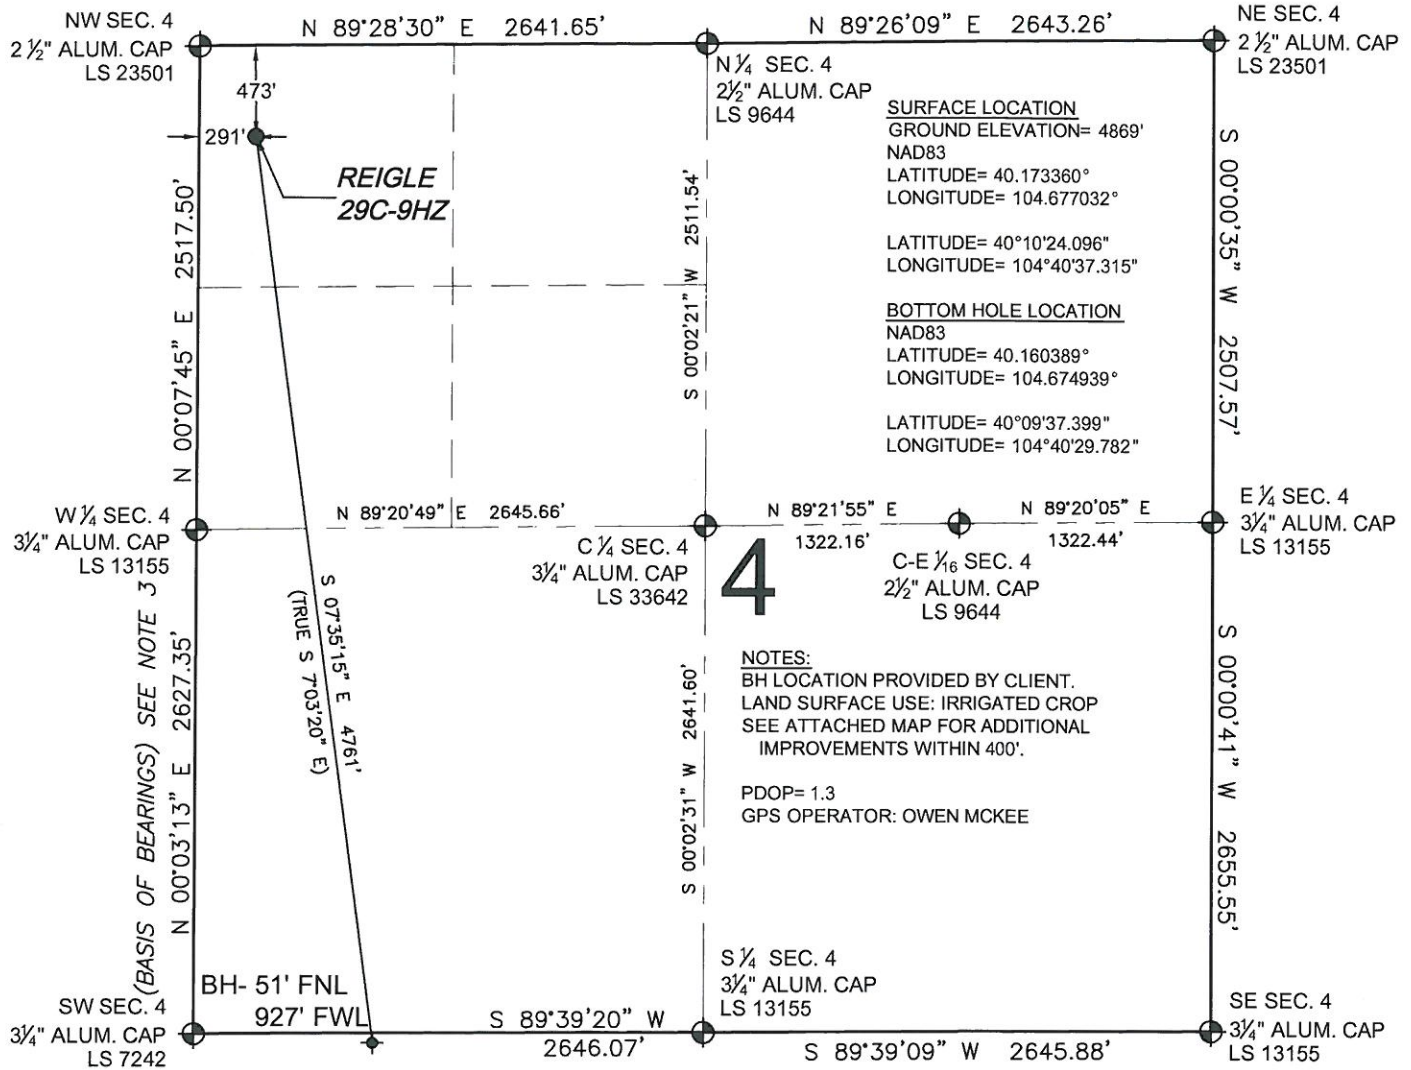 NW SEC. 4
2 ½" ALUM. CAP
LS 23501
N 89°28'30" E 2641.65'
N 89°26'09" E 2643.26'
NE SEC. 4
2 ½" ALUM. CAP
LS 23501
N ¼ SEC. 4
2½" ALUM. CAP
LS 9644
473'
291'
REIGLE
29C-9HZ
SURFACE LOCATION
GROUND ELEVATION= 4869'
NAD83
LATITUDE= 40.173360°
LONGITUDE= 104.677032°
LATITUDE= 40°10'24.096"
LONGITUDE= 104°40'37.315"
BOTTOM HOLE LOCATION
NAD83
LATITUDE= 40.160389°
LONGITUDE= 104.674939°
LATITUDE= 40°09'37.399"
LONGITUDE= 104°40'29.782"
N 00°07'45" E 2517.50'
S 00°02'21" W 2511.54'
S 00°00'35" W 2507.57'
W ¼ SEC. 4
3¼" ALUM. CAP
LS 13155
N 89°20'49" E 2645.66'
C ¼ SEC. 4
3¼" ALUM. CAP
LS 33642
4
N 89°21'55" E
1322.16'
C-E ⅟16 SEC. 4
2½" ALUM. CAP
LS 9644
N 89°20'05" E
1322.44'
E ¼ SEC. 4
3¼" ALUM. CAP
LS 13155
(BASIS OF BEARINGS) SEE NOTE 3
N 00°03'13" E 2627.35'
S 07°35'15" E 4761'
(TRUE S 7°03'20" E)
S 00°02'31" W 2641.60'
NOTES:
BH LOCATION PROVIDED BY CLIENT.
LAND SURFACE USE: IRRIGATED CROP
SEE ATTACHED MAP FOR ADDITIONAL
IMPROVEMENTS WITHIN 400'.
PDOP= 1.3
GPS OPERATOR: OWEN MCKEE
S 00°00'41" W 2655.55'
BH- 51' FNL
927' FWL
SW SEC. 4
3¼" ALUM. CAP
LS 7242
S 89°39'20" W
2646.07'
S ¼ SEC. 4
3¼" ALUM. CAP
LS 13155
S 89°39'09" W 2645.88'
SE SEC. 4
3¼" ALUM. CAP
LS 13155